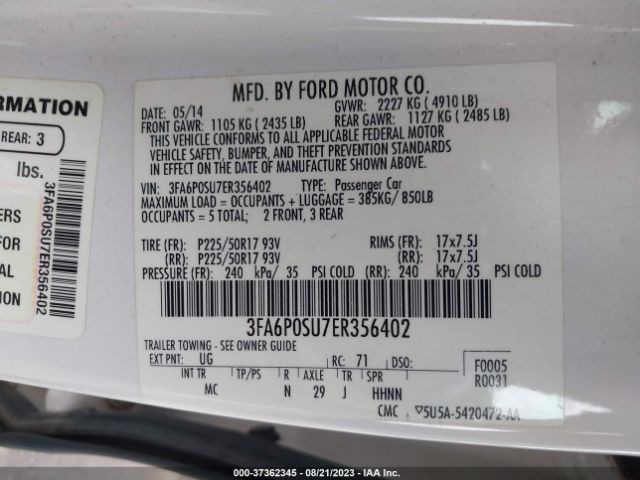 MFD. BY FORD MOTOR CO.
DATE: 05/14 GVWR: 2227 KG ( 4910 LB)
FRONT GAWR: 1105 KG ( 2435 LB) REAR GAWR: 1127 KG ( 2485 LB)
THIS VEHICLE CONFORMS TO ALL APPLICABLE FEDERAL MOTOR
VEHICLE SAFETY, BUMPER, AND THEFT PREVENTION STANDARDS
IN EFFECT ON THE DATE OF MANUFACTURE SHOWN ABOVE.
VIN: 3FA6P0SU7ER356402 TYPE: Passenger Car
MAXIMUM LOAD = OCCUPANTS + LUGGAGE = 385KG/ 850LB
OCCUPANTS = 5 TOTAL; 2 FRONT, 3 REAR
TIRE (FR): P225/50R17 93V RIMS (FR): 17x7.5J
(RR): P225/50R17 93V (RR): 17x7.5J
PRESSURE (FR): 240 kPa/ 35 PSI COLD (RR): 240 kPa/ 35 PSI COLD
3FA6P0SU7ER356402
TRAILER TOWING - SEE OWNER GUIDE
EXT PNT: UG RC: 71 DSO: F0005
R0031
INT TR TP/PS R AXLE TR SPR
MC N 29 J HHNN
CMC ▽5U5A-5420472-AA
ORMATION
REAR: 3
lbs.
ERS
FOR
AL
ION
3FA6P0SU7ER356402
000-37362345 - 08/21/2023 - IAA Inc.